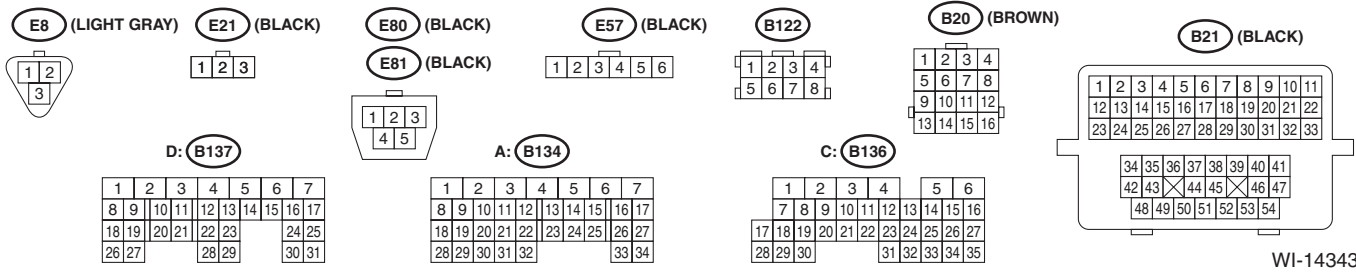 E8 (LIGHT GRAY)
1 2
3
E21 (BLACK)
1 2 3
E80 (BLACK)
E81 (BLACK)
1 2 3
4 5
E57 (BLACK)
1 2 3 4 5 6
B122
1 2 3 4
5 6 7 8
B20 (BROWN)
1 2 3 4
5 6 7 8
9 10 11 12
13 14 15 16
B21 (BLACK)
1 2 3 4 5 6 7 8 9 10 11
12 13 14 15 16 17 18 19 20 21 22
23 24 25 26 27 28 29 30 31 32 33
34 35 36 37 38 39 40 41
42 43 44 45 46 47
48 49 50 51 52 53 54
D: B137
1 2 3 4 5 6 7
8 9 10 11 12 13 14 15 16 17
18 19 20 21 22 23 24 25
26 27 28 29 30 31
A: B134
1 2 3 4 5 6 7
8 9 10 11 12 13 14 15 16 17
18 19 20 21 22 23 24 25 26 27
28 29 30 31 32 33 34
C: B136
1 2 3 4 5 6
7 8 9 10 11 12 13 14 15 16
17 18 19 20 21 22 23 24 25 26 27
28 29 30 31 32 33 34 35
WI-14343